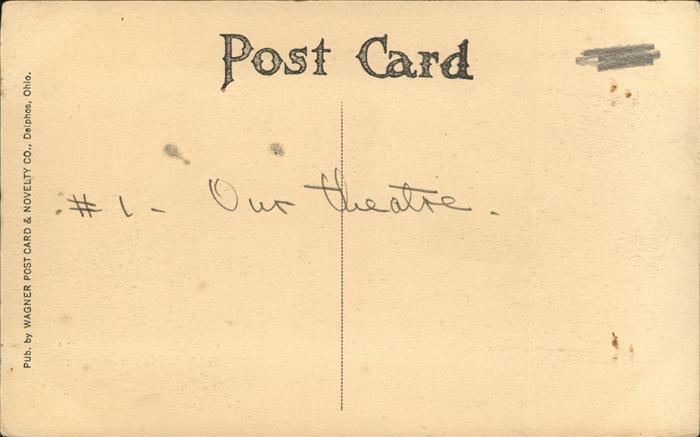 Post Card
#1 - Our theatre.
Pub. by WAGNER POST CARD & NOVELTY CO., Delphos, Ohio.